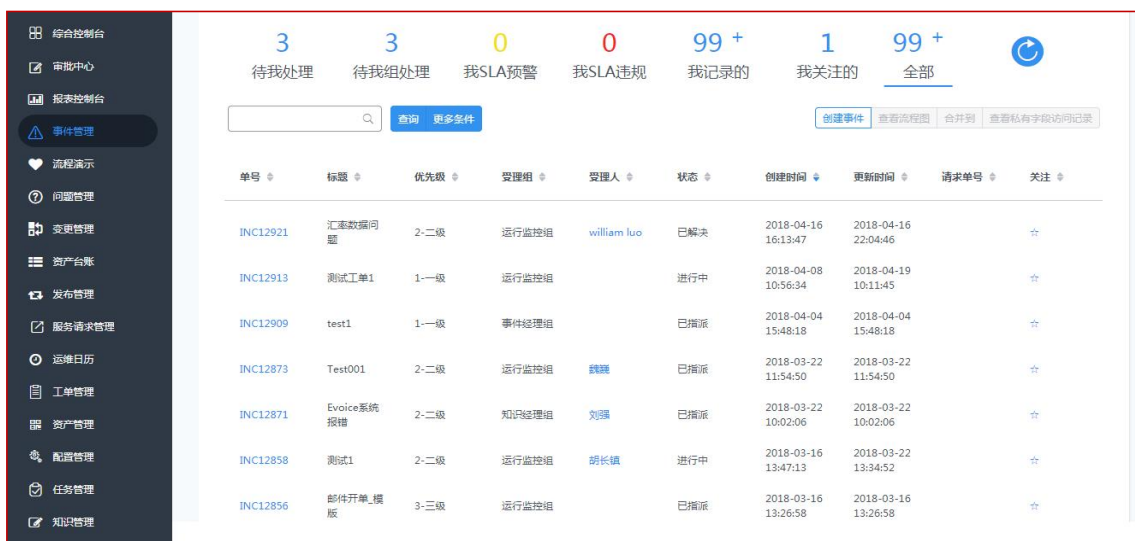 综合控制台
审批中心
报表控制台
事件管理
流程演示
问题管理
变更管理
资产台账
发布管理
服务请求管理
运维日历
工单管理
资产管理
配置管理
任务管理
知识管理
3 3 0 0 99 + 1 99 +
待我处理 待我组处理 我SLA预警 我SLA违规 我记录的 我关注的 全部
查询 更多条件 创建事件 查看流程图 合并到 查看私有字段访问记录
单号 标题 优先级 受理组 受理人 状态 创建时间 更新时间 请求单号 关注
INC12921 汇率数据问题 2-二级 运行监控组 william luo 已解决 2018-04-16 16:13:47 2018-04-16 22:04:46
INC12913 测试工单1 1-一级 运行监控组 进行中 2018-04-08 10:56:34 2018-04-19 10:11:45
INC12909 test1 1-一级 事件经理组 已指派 2018-04-04 15:48:18 2018-04-04 15:48:18
INC12873 Test001 2-二级 运行监控组 魏巍 已指派 2018-03-22 11:54:50 2018-03-22 11:54:50
INC12871 Evoice系统报错 2-二级 知识经理组 刘强 已指派 2018-03-22 10:02:06 2018-03-22 10:02:06
INC12858 测试1 2-二级 运行监控组 胡长镇 进行中 2018-03-16 13:47:13 2018-03-22 13:34:52
INC12856 邮件开单_模版 3-三级 运行监控组 已指派 2018-03-16 13:26:58 2018-03-16 13:26:58